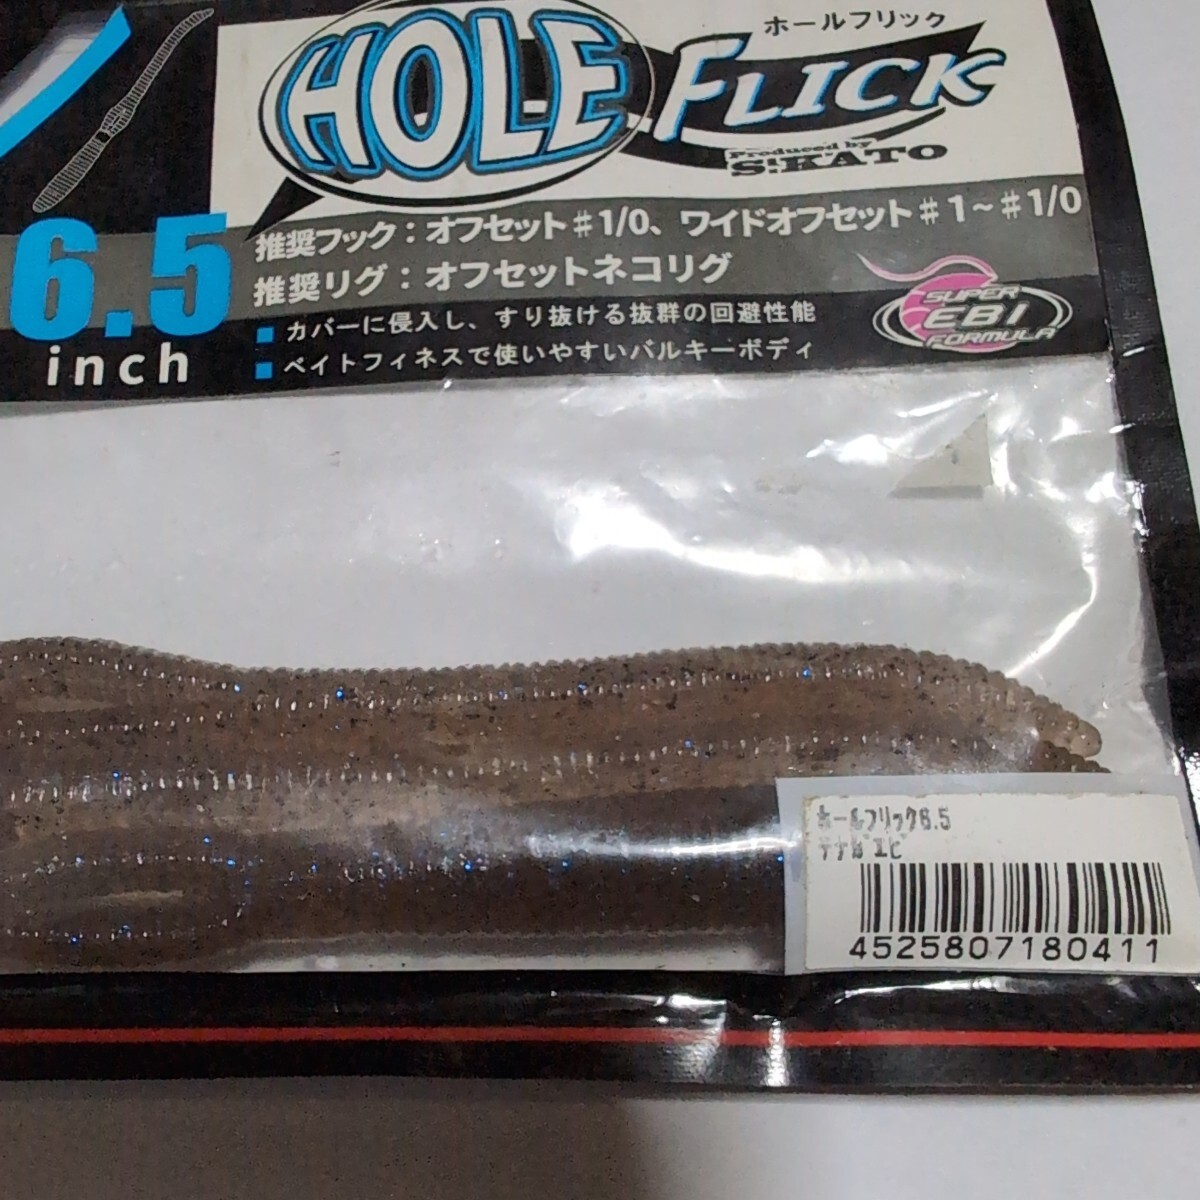 HOLE FLICK
ホールフリック
Produced by
S.KATO
6.5
inch
推奨フック：オフセット♯1/0、ワイドオフセット♯1～♯1/0
推奨リグ：オフセットネコリグ
■ カバーに侵入し、すり抜ける抜群の回避性能
■ ベイトフィネスで使いやすいバルキーボディ
SUPER
EBI
FORMULA
ﾎｰﾙﾌﾘｯｸ6.5
ﾃﾅｶﾞｴﾋﾞ
4525807180411